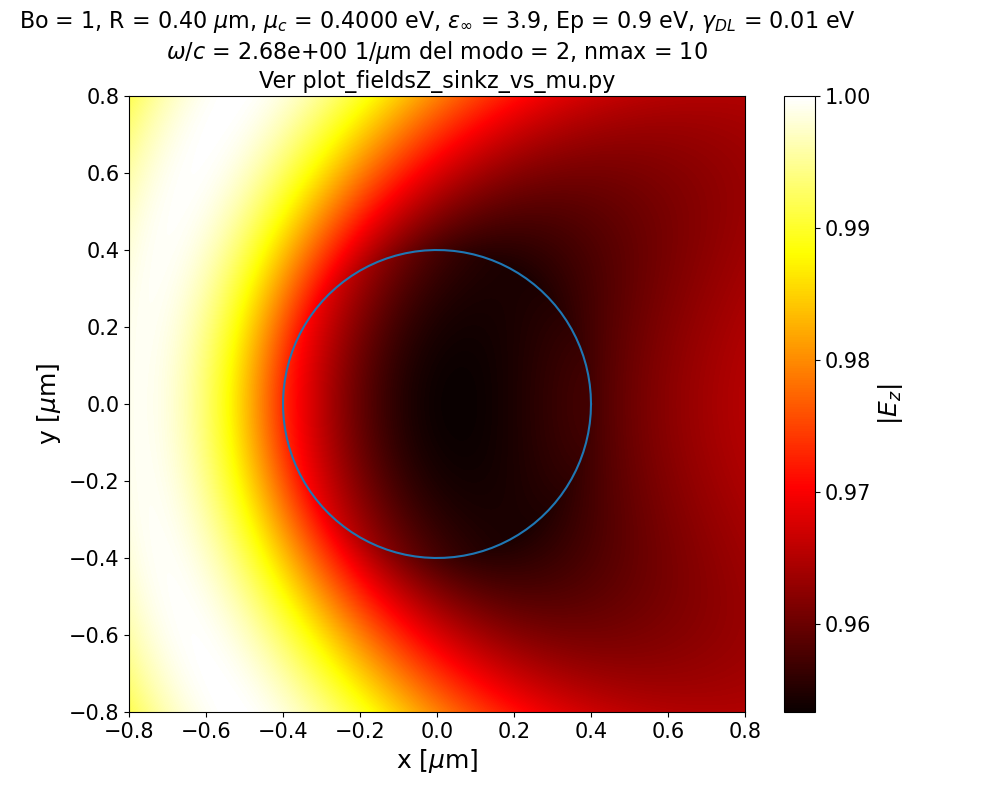 Bo = 1, R = 0.40 μm, μc = 0.4000 eV, ε∞ = 3.9, Ep = 0.9 eV, γDL = 0.01 eV
ω/c = 2.68e+00 1/μm del modo = 2, nmax = 10
Ver plot_fieldsZ_sinkz_vs_mu.py
0.8
0.6
0.4
0.2
0.0
−0.2
−0.4
−0.6
−0.8
y [μm]
−0.8 −0.6 −0.4 −0.2 0.0 0.2 0.4 0.6 0.8
x [μm]
1.00
0.99
0.98
0.97
0.96
|Ez|